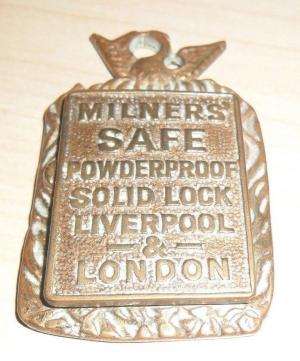 MILNERS'
SAFE
POWDERPROOF
SOLID LOCK
LIVERPOOL
&
LONDON